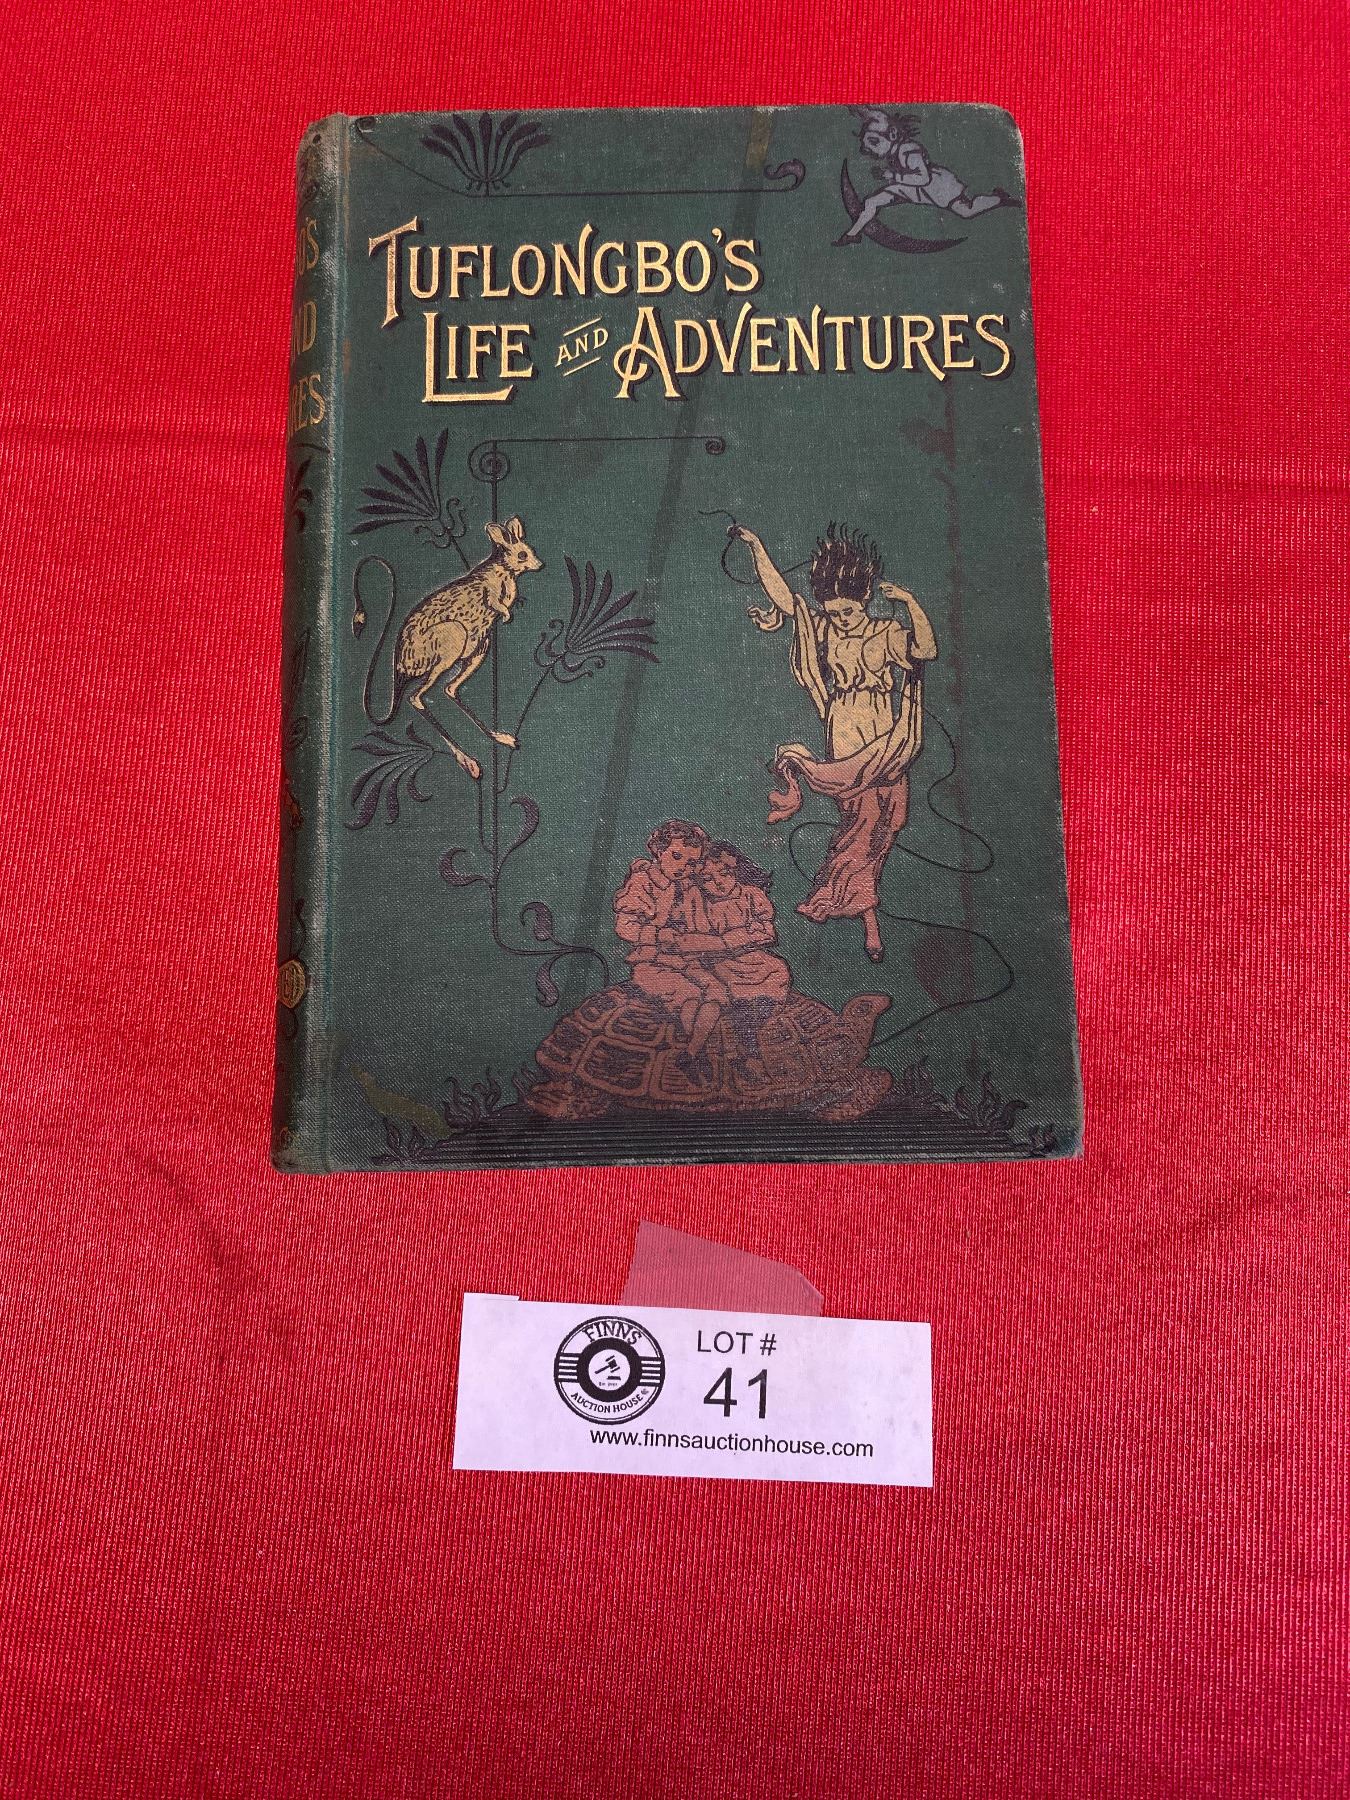 TUFLONGBO'S
LIFE AND ADVENTURES
FINNS
AUCTION HOUSE
LOT #
41
www.finnsauctionhouse.com